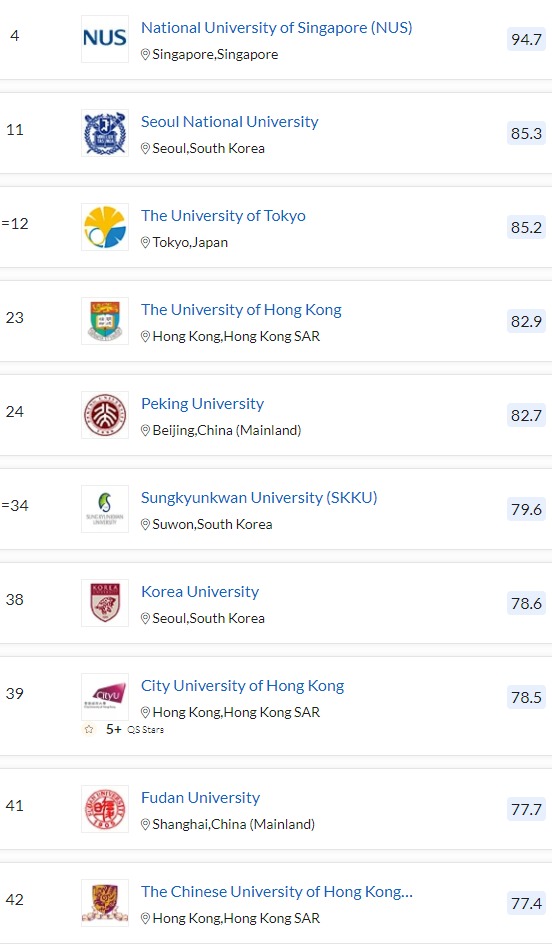 4
NUS
National University of Singapore (NUS)
Singapore,Singapore
94.7
11
Seoul National University
Seoul,South Korea
85.3
=12
The University of Tokyo
Tokyo,Japan
85.2
23
The University of Hong Kong
Hong Kong,Hong Kong SAR
82.9
24
Peking University
Beijing,China (Mainland)
82.7
=34
SUNGKYUNKWAN
UNIVERSITY
Sungkyunkwan University (SKKU)
Suwon,South Korea
79.6
38
KOREA
Korea University
Seoul,South Korea
78.6
39
CityU
City University of Hong Kong
Hong Kong,Hong Kong SAR
5+ QS Stars
78.5
41
Fudan University
Shanghai,China (Mainland)
77.7
42
The Chinese University of Hong Kong...
Hong Kong,Hong Kong SAR
77.4